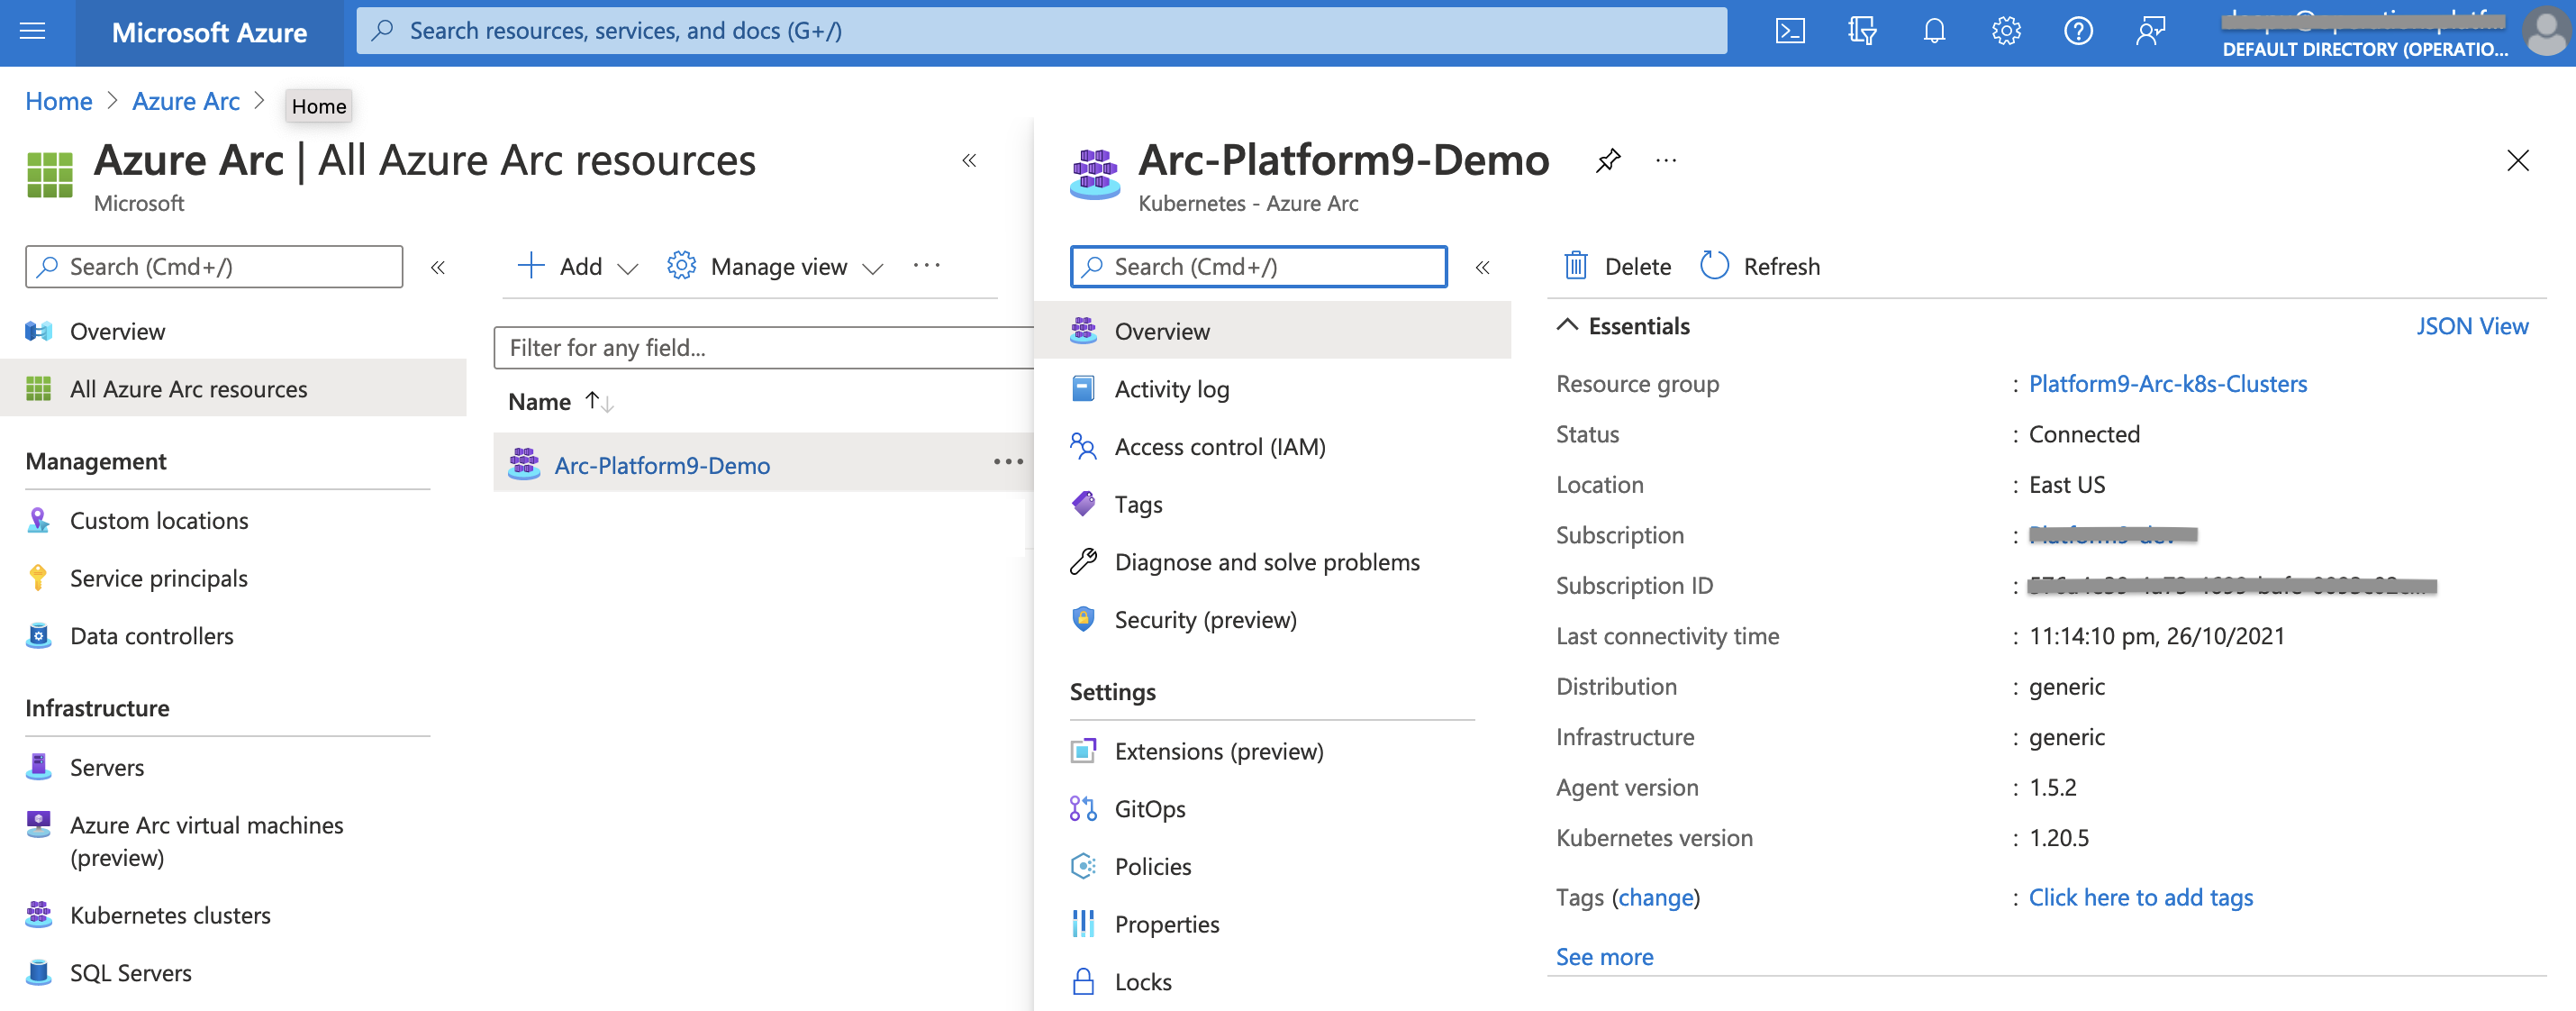 Microsoft Azure
Search resources, services, and docs (G+/)
DEFAULT DIRECTORY (OPERATIO...
Home > Azure Arc >
Home
Azure Arc | All Azure Arc resources
Microsoft
Search (Cmd+/)
Overview
All Azure Arc resources
Management
Custom locations
Service principals
Data controllers
Infrastructure
Servers
Azure Arc virtual machines
(preview)
Kubernetes clusters
SQL Servers
Add
Manage view
Filter for any field...
Name
Arc-Platform9-Demo
Arc-Platform9-Demo
Kubernetes - Azure Arc
Search (Cmd+/)
Overview
Activity log
Access control (IAM)
Tags
Diagnose and solve problems
Security (preview)
Settings
Extensions (preview)
GitOps
Policies
Properties
Locks
Delete
Refresh
Essentials
JSON View
Resource group : Platform9-Arc-k8s-Clusters
Status : Connected
Location : East US
Subscription :
Subscription ID :
Last connectivity time : 11:14:10 pm, 26/10/2021
Distribution : generic
Infrastructure : generic
Agent version : 1.5.2
Kubernetes version : 1.20.5
Tags (change) : Click here to add tags
See more